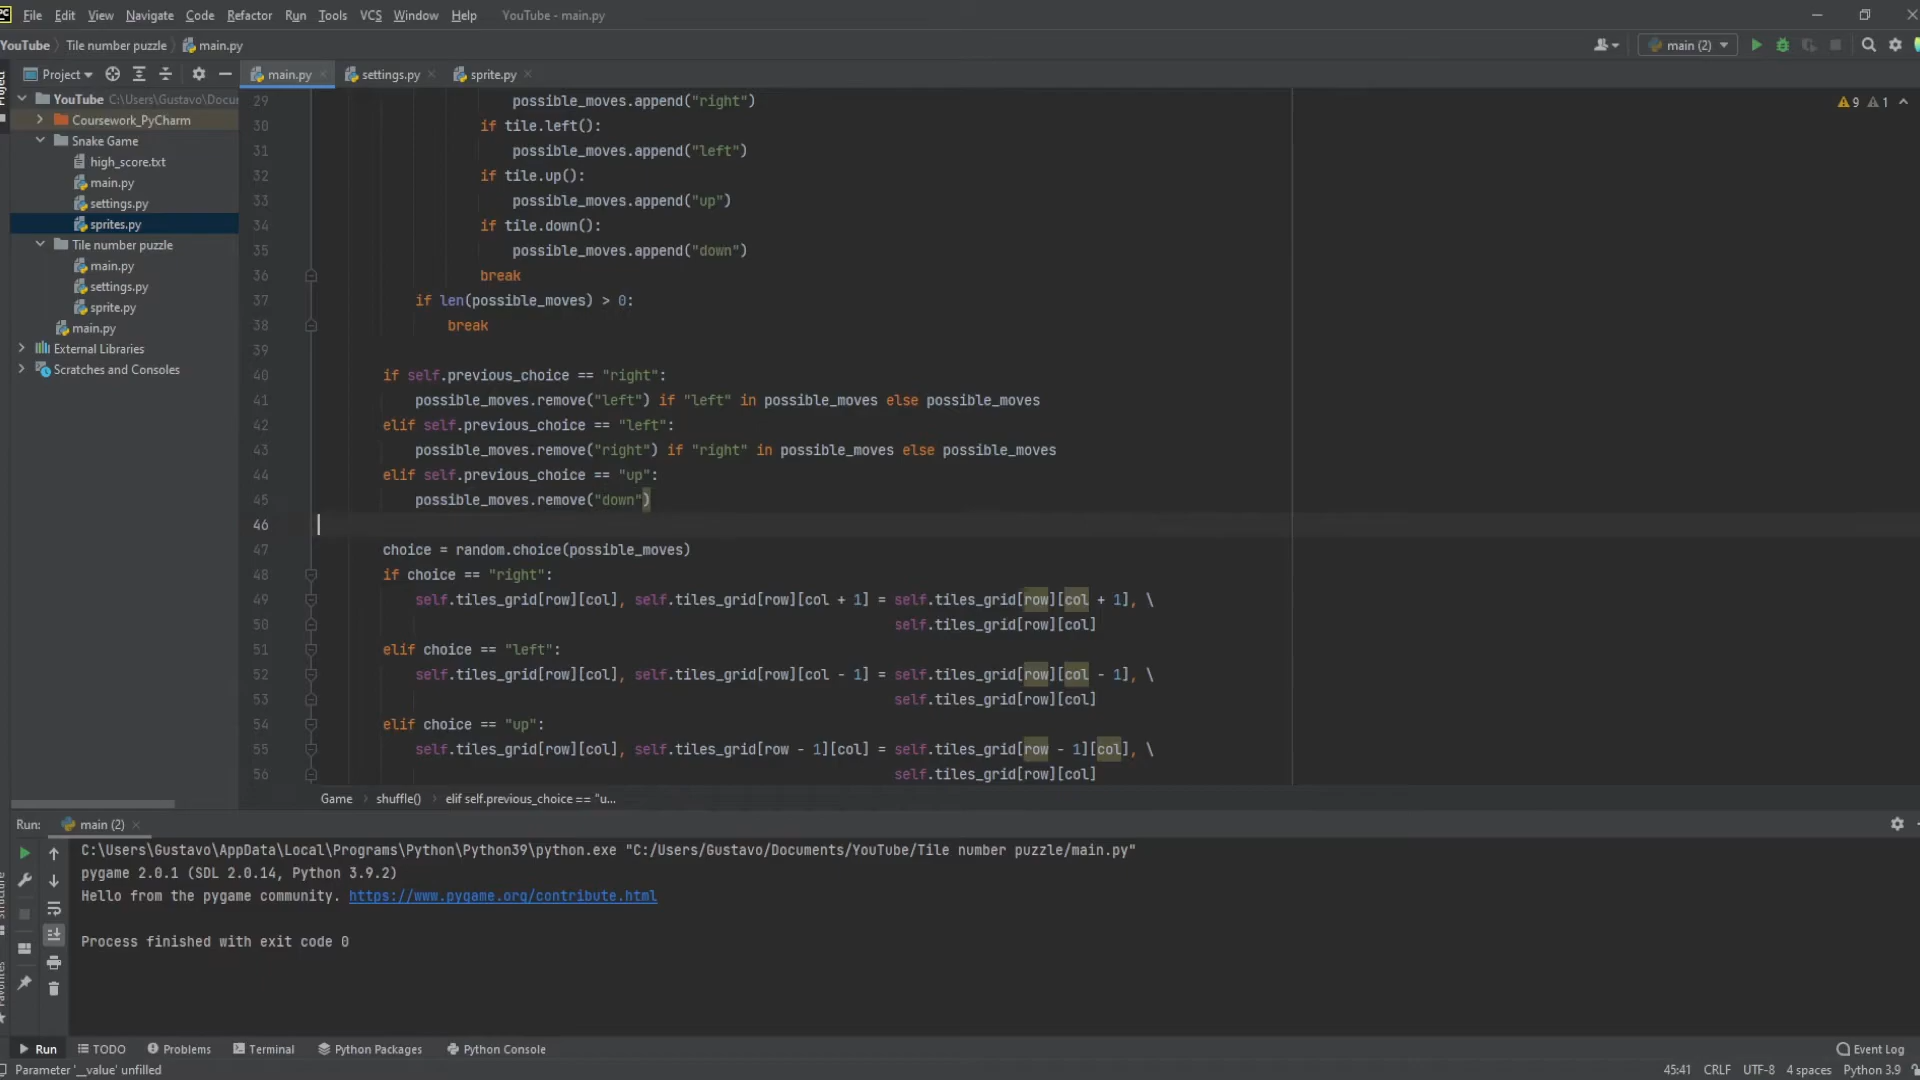 PC File Edit View Navigate Code Refactor Run Tools VCS Window Help YouTube - main.py
YouTube Tile number puzzle main.py
main (2)
Project
Project
main.py settings.py sprite.py
YouTube C:\Users\Gustavo\Docu
Coursework_PyCharm
Snake Game
high_score.txt
main.py
settings.py
sprites.py
Tile number puzzle
main.py
settings.py
sprite.py
main.py
External Libraries
Scratches and Consoles
9 1
29 possible_moves.append("right")
30 if tile.left():
31 possible_moves.append("left")
32 if tile.up():
33 possible_moves.append("up")
34 if tile.down():
35 possible_moves.append("down")
36 break
37 if len(possible_moves) > 0:
38 break
39
40 if self.previous_choice == "right":
41 possible_moves.remove("left") if "left" in possible_moves else possible_moves
42 elif self.previous_choice == "left":
43 possible_moves.remove("right") if "right" in possible_moves else possible_moves
44 elif self.previous_choice == "up":
45 possible_moves.remove("down")
46
47 choice = random.choice(possible_moves)
48 if choice == "right":
49 self.tiles_grid[row][col], self.tiles_grid[row][col + 1] = self.tiles_grid[row][col + 1], \
50 self.tiles_grid[row][col]
51 elif choice == "left":
52 self.tiles_grid[row][col], self.tiles_grid[row][col - 1] = self.tiles_grid[row][col - 1], \
53 self.tiles_grid[row][col]
54 elif choice == "up":
55 self.tiles_grid[row][col], self.tiles_grid[row - 1][col] = self.tiles_grid[row - 1][col], \
56 self.tiles_grid[row][col]
Game shuffle() elif self.previous_choice == "u...
Run: main (2)
C:\Users\Gustavo\AppData\Local\Programs\Python\Python39\python.exe "C:/Users/Gustavo/Documents/YouTube/Tile number puzzle/main.py"
pygame 2.0.1 (SDL 2.0.14, Python 3.9.2)
Hello from the pygame community. https://www.pygame.org/contribute.html
Process finished with exit code 0
Run TODO Problems Terminal Python Packages Python Console Event Log
Parameter '__value' unfilled 45:41 CRLF UTF-8 4 spaces Python 3.9